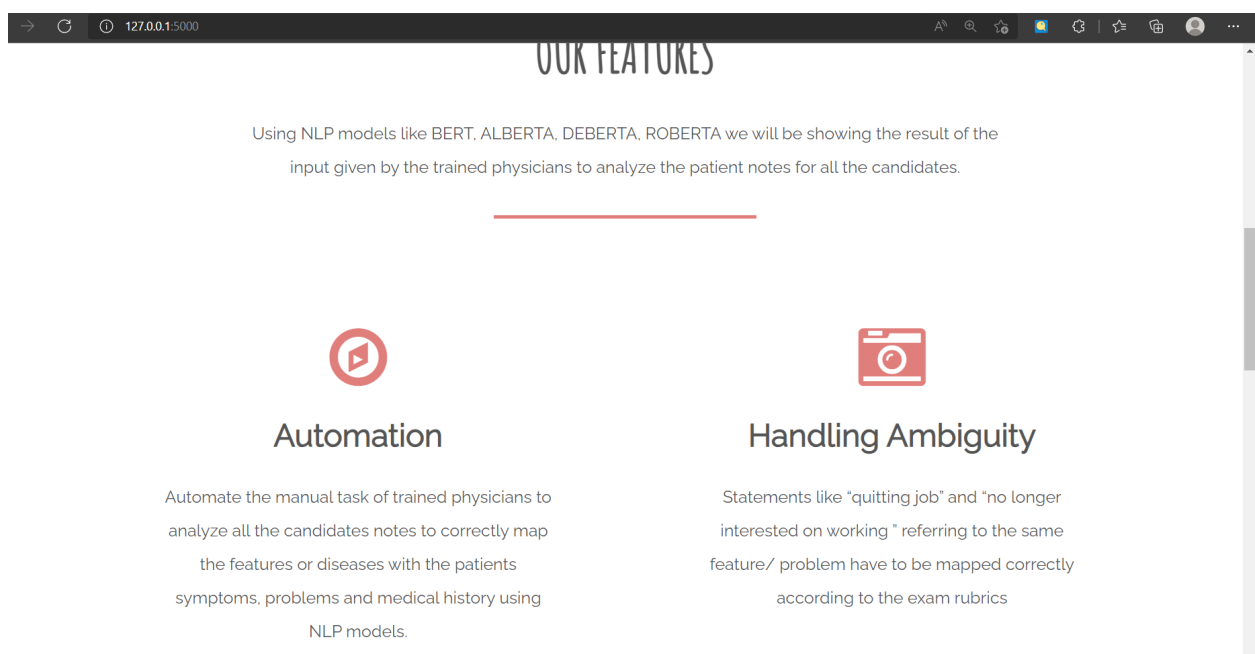 127.0.0.1:5000
OUR FEATURES
Using NLP models like BERT, ALBERTA, DEBERTA, ROBERTA we will be showing the result of the
input given by the trained physicians to analyze the patient notes for all the candidates.
Automation
Automate the manual task of trained physicians to
analyze all the candidates notes to correctly map
the features or diseases with the patients
symptoms, problems and medical history using
NLP models.
Handling Ambiguity
Statements like “quitting job” and “no longer
interested on working ” referring to the same
feature/ problem have to be mapped correctly
according to the exam rubrics